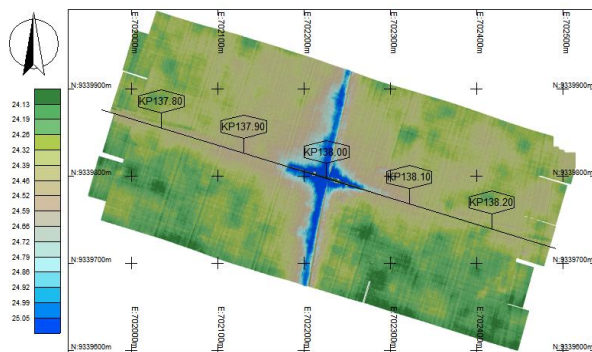 E:702000m
E:702100m
E:702200m
E:702300m
E:702400m
E:702500m
N:9339900m
N:9339900m
KP137.80
KP137.90
KP138.00
N:9339800m
N:9339800m
KP138.10
KP138.20
N:9339700m
N:9339700m
N:9339600m
N:9339600m
24.13
24.19
24.26
24.32
24.39
24.46
24.52
24.59
24.66
24.72
24.79
24.86
24.92
24.99
25.05
E:702000m
E:702100m
E:702200m
E:702300m
E:702400m